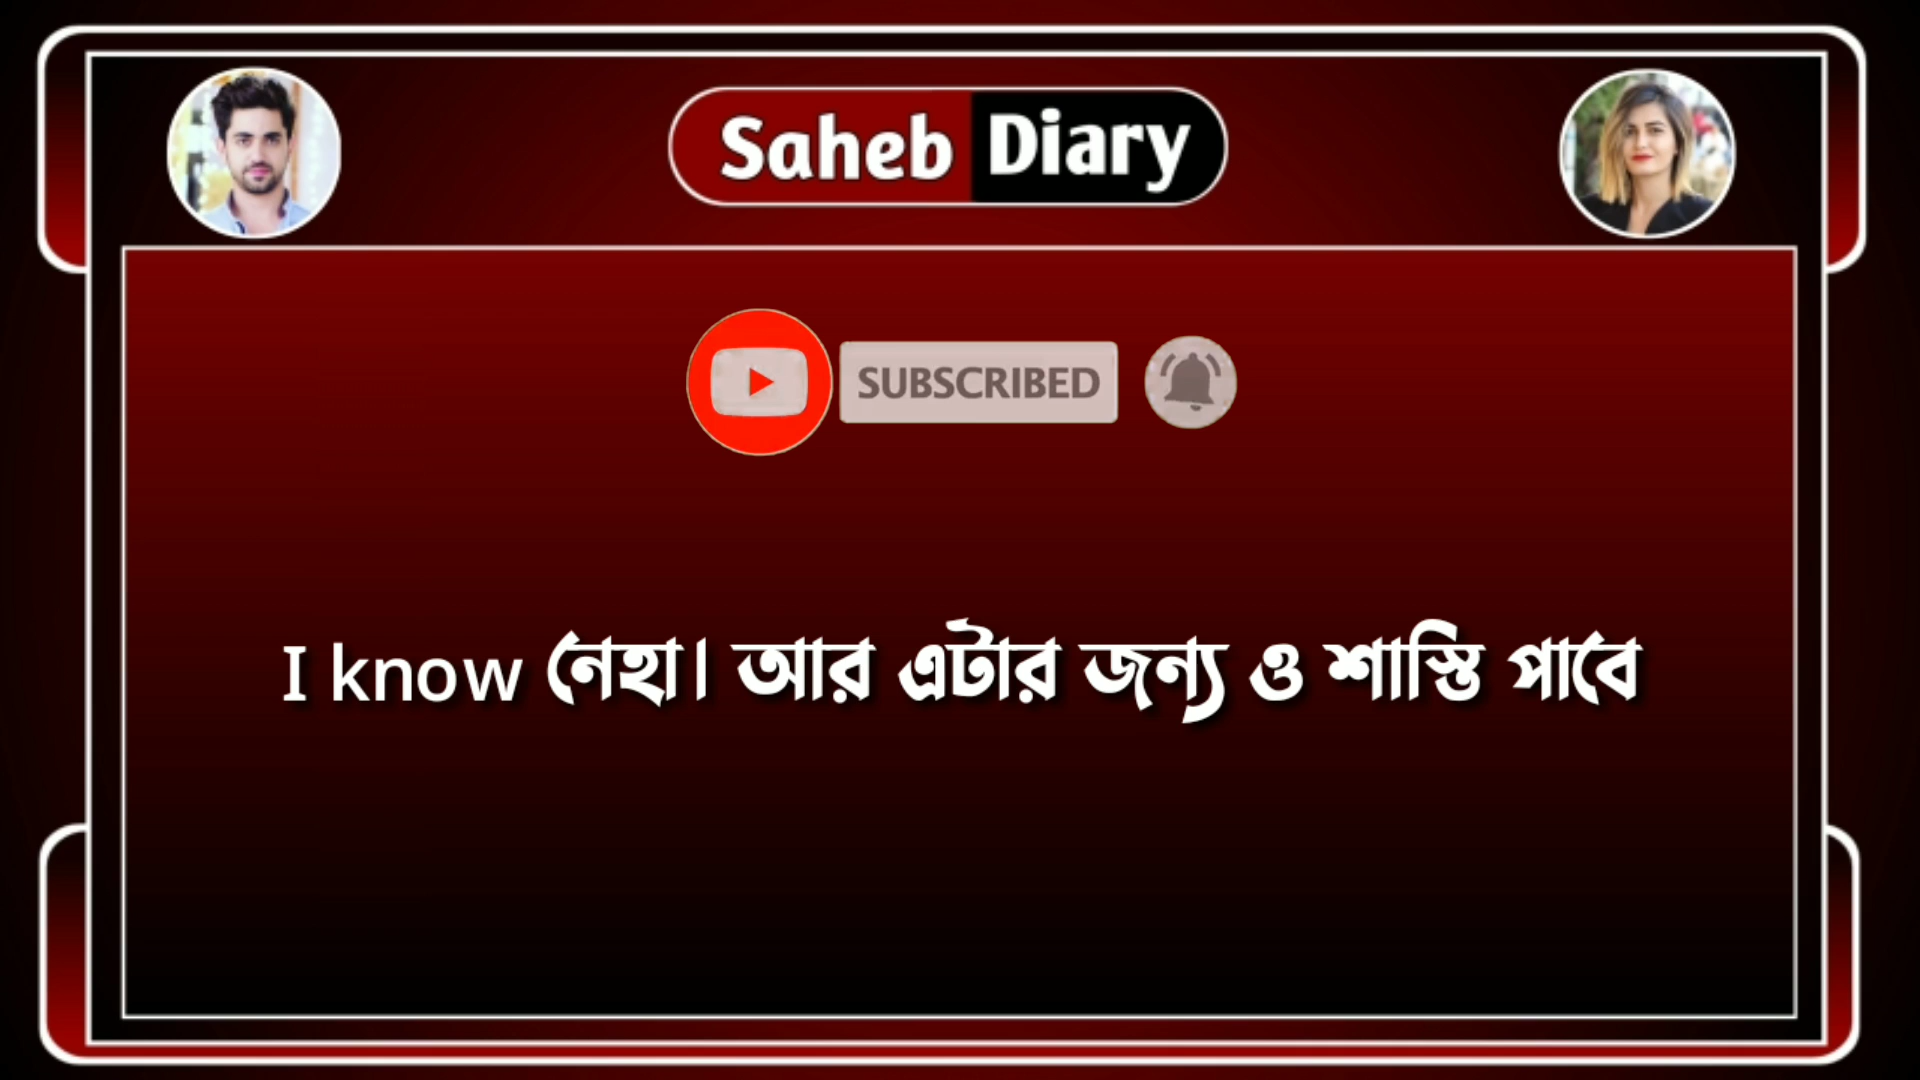 Saheb Diary
SUBSCRIBED
I know নেহা। আর এটার জন্য ও শাস্তি পাবে